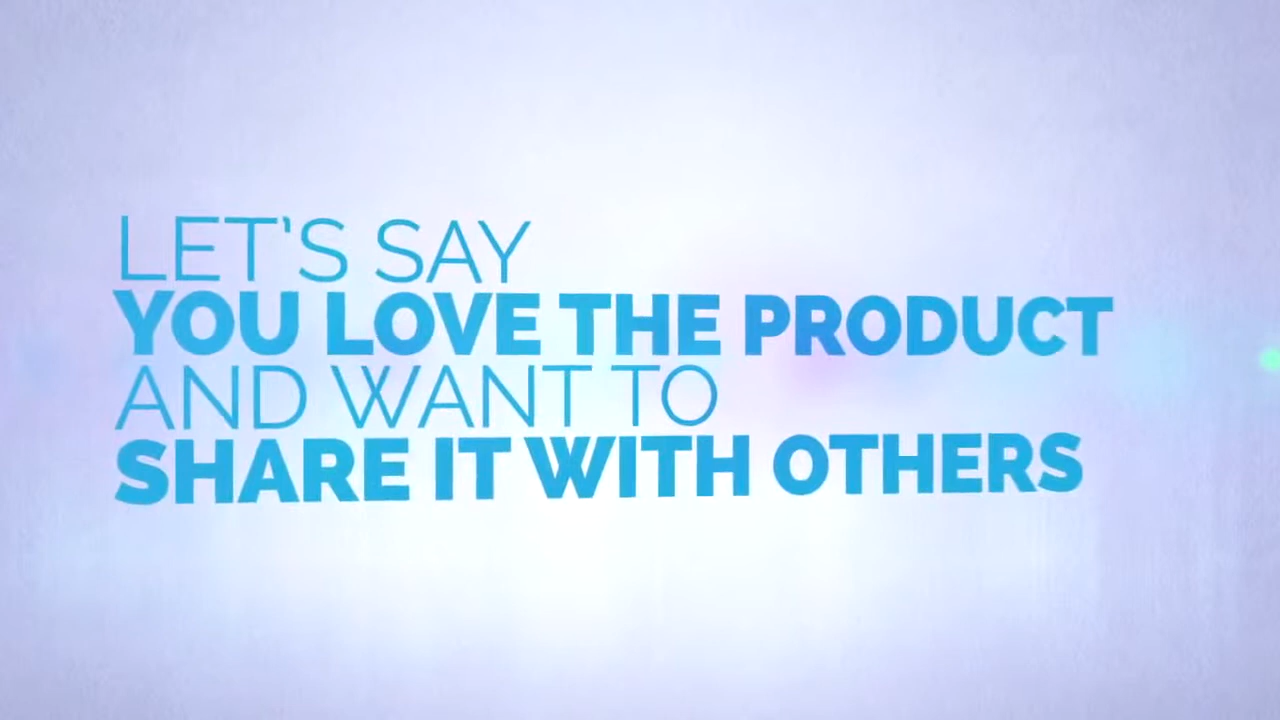 LET'S SAY
YOU LOVE THE PRODUCT
AND WANT TO
SHARE IT WITH OTHERS